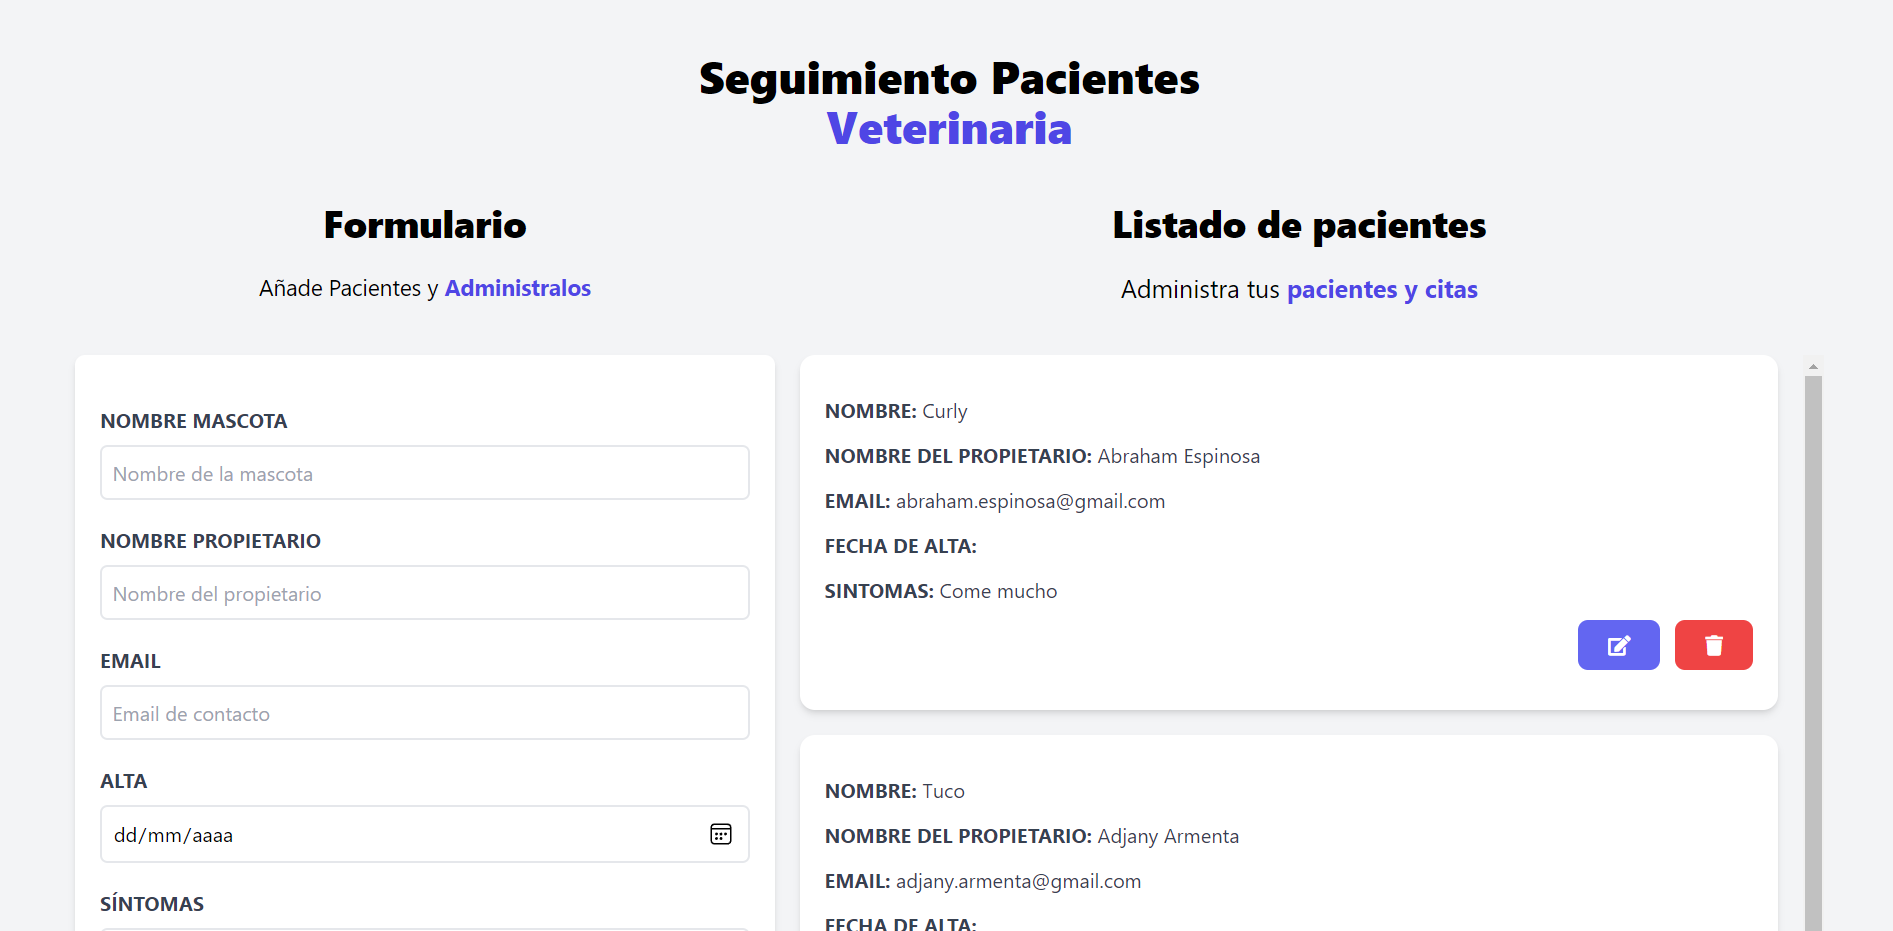 Seguimiento Pacientes
Veterinaria
Formulario
Añade Pacientes y Administralos
NOMBRE MASCOTA
Nombre de la mascota
NOMBRE PROPIETARIO
Nombre del propietario
EMAIL
Email de contacto
ALTA
dd/mm/aaaa
SÍNTOMAS
Listado de pacientes
Administra tus pacientes y citas
NOMBRE: Curly
NOMBRE DEL PROPIETARIO: Abraham Espinosa
EMAIL: abraham.espinosa@gmail.com
FECHA DE ALTA:
SINTOMAS: Come mucho
NOMBRE: Tuco
NOMBRE DEL PROPIETARIO: Adjany Armenta
EMAIL: adjany.armenta@gmail.com
FECHA DE ALTA: